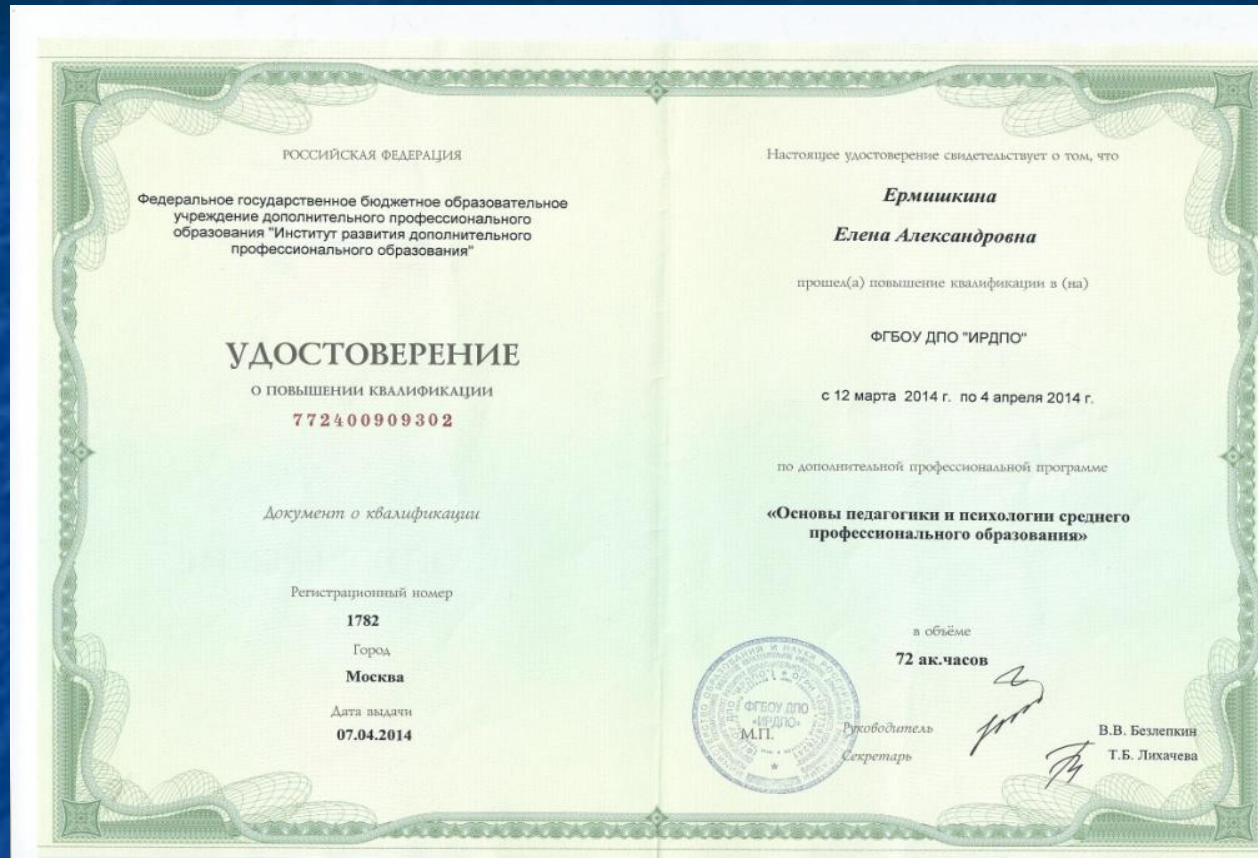 РОССИЙСКАЯ ФЕДЕРАЦИЯ
Федеральное государственное бюджетное образовательное
учреждение дополнительного профессионального
образования "Институт развития дополнительного
профессионального образования"
УДОСТОВЕРЕНИЕ
О ПОВЫШЕНИИ КВАЛИФИКАЦИИ
772400909302
Документ о квалификации
Регистрационный номер
1782
Город
Москва
Дата выдачи
07.04.2014
Настоящее удостоверение свидетельствует о том, что
Ермишкина
Елена Александровна
прошел(а) повышение квалификации в (на)
ФГБОУ ДПО "ИРДПО"
с 12 марта 2014 г. по 4 апреля 2014 г.
по дополнительной профессиональной программе
«Основы педагогики и психологии среднего
профессионального образования»
в объёме
72 ак.часов
ФГБОУ ДПО
«ИРДПО»
М.П.
Руководитель
В.В. Безлепкин
Секретарь
Т.Б. Лихачева